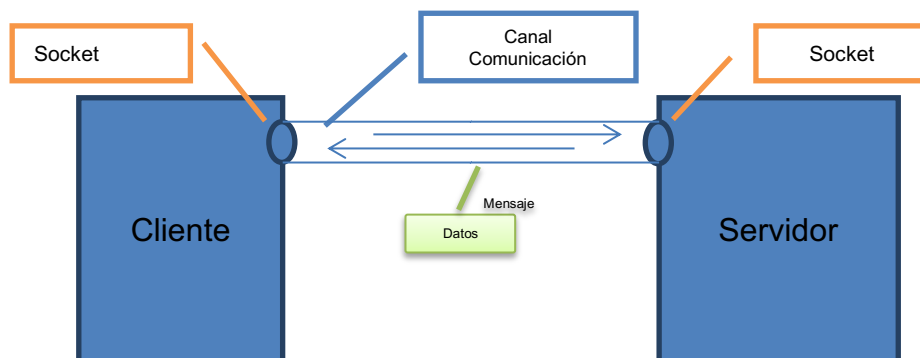 Socket
Canal
Comunicación
Socket
Mensaje
Datos
Cliente
Servidor